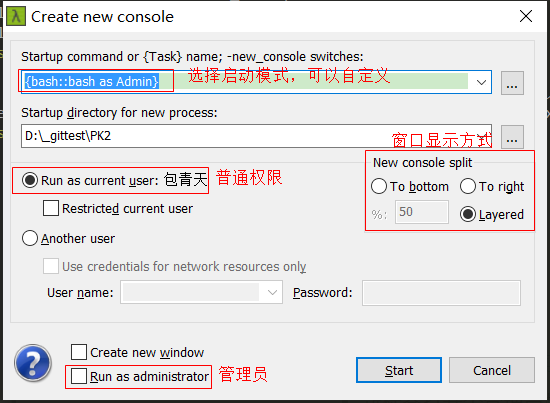 λ Create new console
Startup command or {Task} name; -new_console switches:
{bash::bash as Admin} 选择启动模式，可以自定义 ...
Startup directory for new process: 窗口显示方式
D:\_gittest\PK2 ...
New console split
Run as current user: 包青天 普通权限
To bottom To right
Restricted current user
%: 50 Layered
Another user
Use credentials for network resources only
User name: Password:
? Create new window
Run as administrator 管理员
Start Cancel